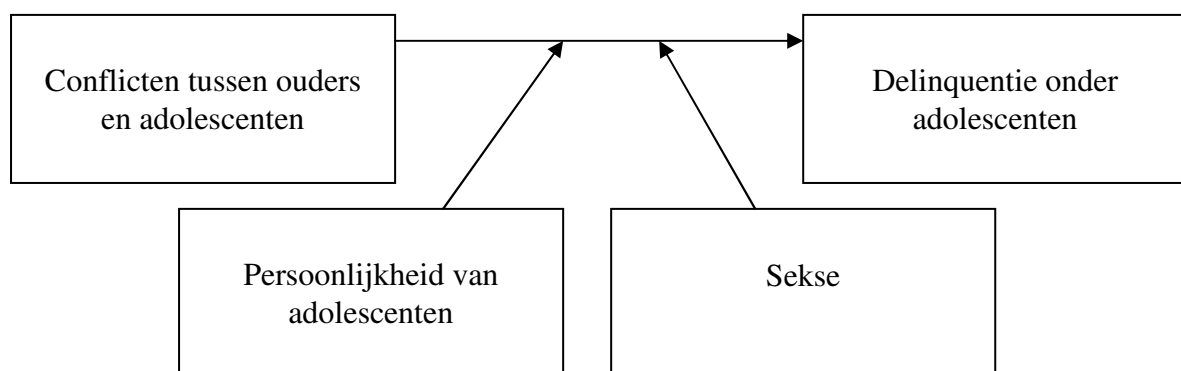 Conflicten tussen ouders
en adolescenten
Delinquentie onder
adolescenten
Persoonlijkheid van
adolescenten
Sekse